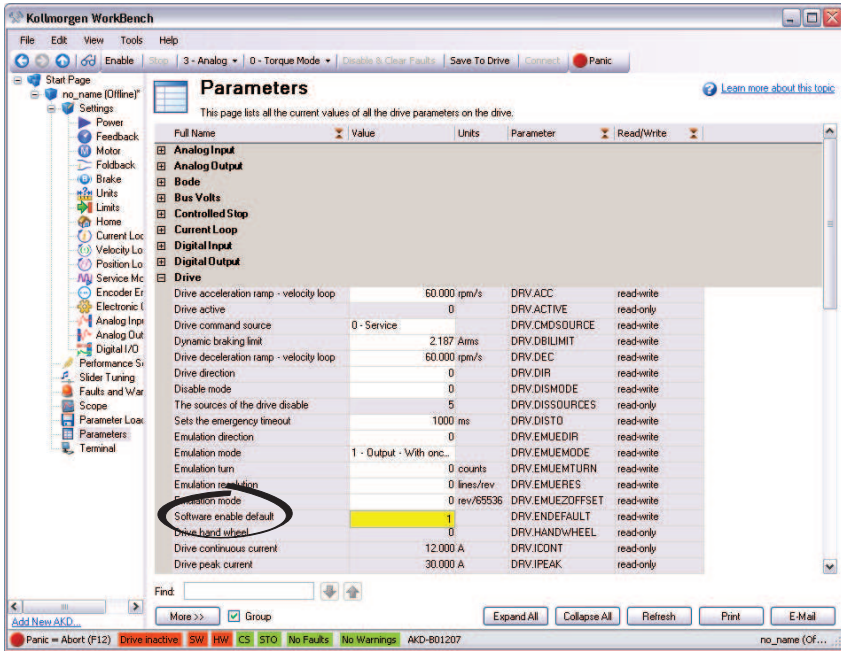 Kollmorgen WorkBench
File Edit View Tools Help
Enable Stop 3 - Analog 0 - Torque Mode Disable & Clear Faults Save To Drive Connect Panic
Start Page
no_name (Offline)*
Settings
Power
Feedback
Motor
Foldback
Brake
Units
Limits
Home
Current Loo
Velocity Lo
Position Lo
Service Mo
Encoder Er
Electronic (
Analog Inpu
Analog Out
Digital I/O
Performance Se
Slider Tuning
Faults and War
Scope
Parameter Load
Parameters
Terminal
Add New AKD...
Parameters
Learn more about this topic
This page lists all the current values of all the drive parameters on the drive.
Full Name Value Units Parameter Read/Write
Analog Input
Analog Output
Bode
Bus Volts
Controlled Stop
Current Loop
Digital Input
Digital Output
Drive
Drive acceleration ramp - velocity loop 60.000 rpm/s DRV.ACC read-write
Drive active 0 DRV.ACTIVE read-only
Drive command source 0 - Service DRV.CMDSOURCE read-write
Dynamic braking limit 2.187 Arms DRV.DBILIMIT read-write
Drive deceleration ramp - velocity loop 60.000 rpm/s DRV.DEC read-write
Drive direction 0 DRV.DIR read-write
Disable mode 0 DRV.DISMODE read-write
The sources of the drive disable 5 DRV.DISSOURCES read-only
Sets the emergency timeout 1000 ms DRV.DISTO read-write
Emulation direction 0 DRV.EMUEDIR read-write
Emulation mode 1 - Output - With onc... DRV.EMUEMODE read-write
Emulation turn 0 counts DRV.EMUEMTURN read-write
Emulation resolution 0 lines/rev DRV.EMUERES read-write
Emulation mode 0 rev/65536 DRV.EMUEZOFFSET read-write
Software enable default 1 DRV.ENDEFAULT read-write
Drive hand wheel 0 DRV.HANDWHEEL read-only
Drive continuous current 12.000 A DRV.ICONT read-only
Drive peak current 30.000 A DRV.IPEAK read-only
Find:
More >> Group Expand All Collapse All Refresh Print E-Mail
Panic = Abort (F12) Drive inactive SW HW CS STO No Faults No Warnings AKD-B01207 no_name (Of...